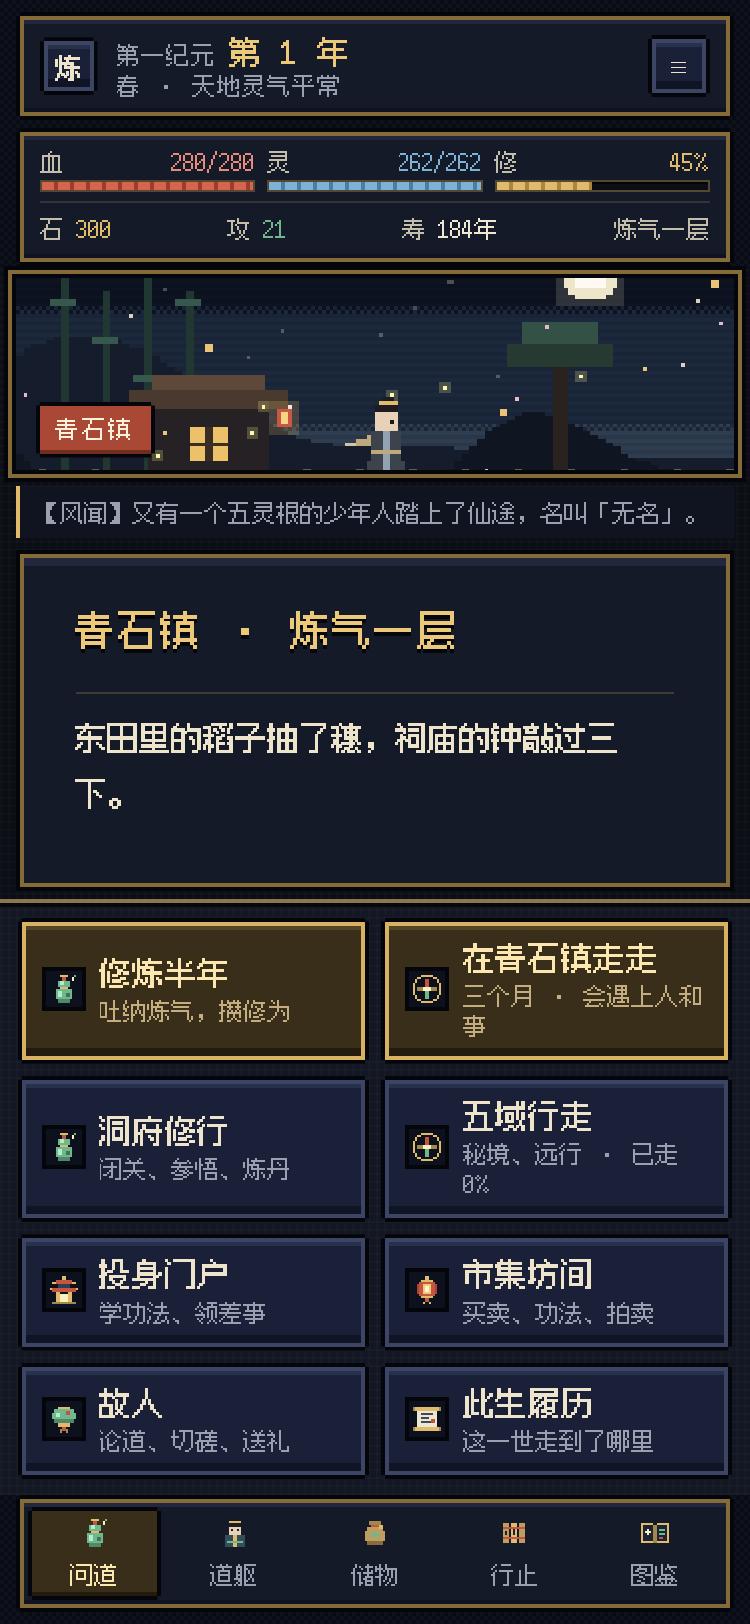 炼
第一纪元 第 1 年
春 · 天地灵气平常
≡
血 280/280 灵 262/262 修 45%
石 300 攻 21 寿 184年 炼气一层
青石镇
【风闻】又有一个五灵根的少年人踏上了仙途，名叫「无名」。
青石镇 · 炼气一层
东田里的稻子抽了穗，祠庙的钟敲过三
下。
修炼半年
吐纳炼气，攒修为
在青石镇走走
三个月 · 会遇上人和
事
洞府修行
闭关、参悟、炼丹
五域行走
秘境、远行 · 已走
0%
投身门户
学功法、领差事
市集坊间
买卖、功法、拍卖
故人
论道、切磋、送礼
此生履历
这一世走到了哪里
问道 道躯 储物 行止 图鉴